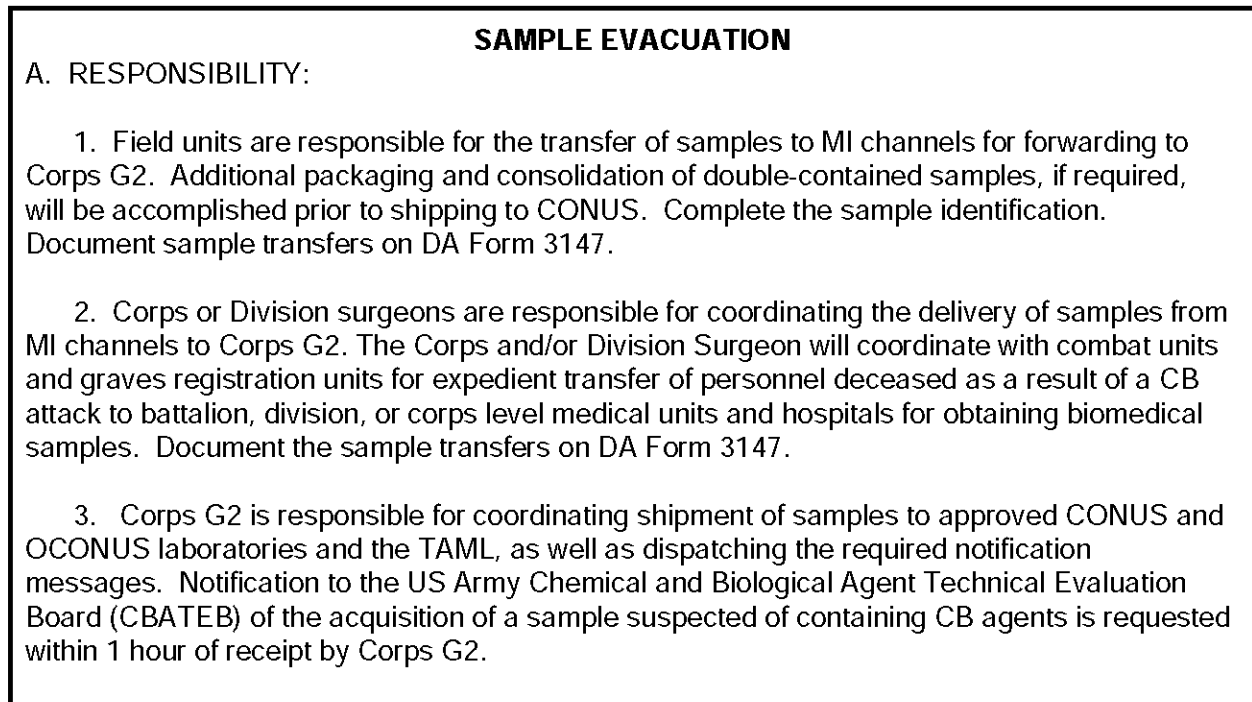 SAMPLE EVACUATION
A. RESPONSIBILITY:
1. Field units are responsible for the transfer of samples to MI channels for forwarding to
Corps G2. Additional packaging and consolidation of double-contained samples, if required,
will be accomplished prior to shipping to CONUS. Complete the sample identification.
Document sample transfers on DA Form 3147.
2. Corps or Division surgeons are responsible for coordinating the delivery of samples from
MI channels to Corps G2. The Corps and/or Division Surgeon will coordinate with combat units
and graves registration units for expedient transfer of personnel deceased as a result of a CB
attack to battalion, division, or corps level medical units and hospitals for obtaining biomedical
samples. Document the sample transfers on DA Form 3147.
3. Corps G2 is responsible for coordinating shipment of samples to approved CONUS and
OCONUS laboratories and the TAML, as well as dispatching the required notification
messages. Notification to the US Army Chemical and Biological Agent Technical Evaluation
Board (CBATEB) of the acquisition of a sample suspected of containing CB agents is requested
within 1 hour of receipt by Corps G2.